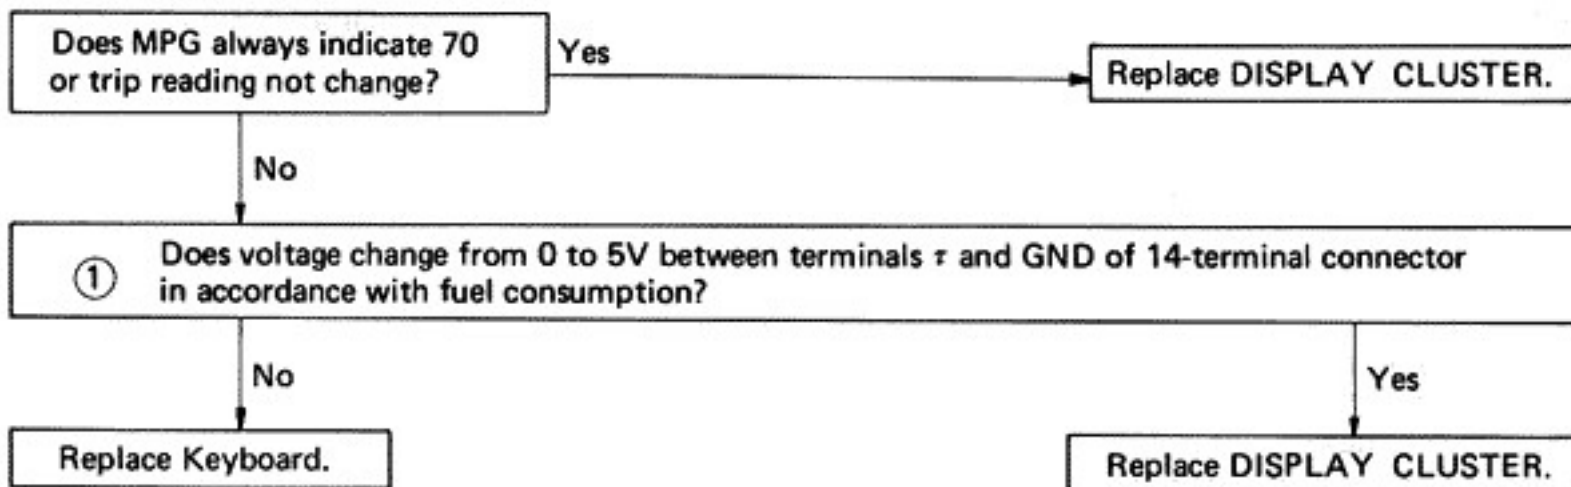 Does MPG always indicate 70
or trip reading not change?
Yes
Replace DISPLAY CLUSTER.
No
① Does voltage change from 0 to 5V between terminals τ and GND of 14-terminal connector
in accordance with fuel consumption?
No
Yes
Replace Keyboard.
Replace DISPLAY CLUSTER.